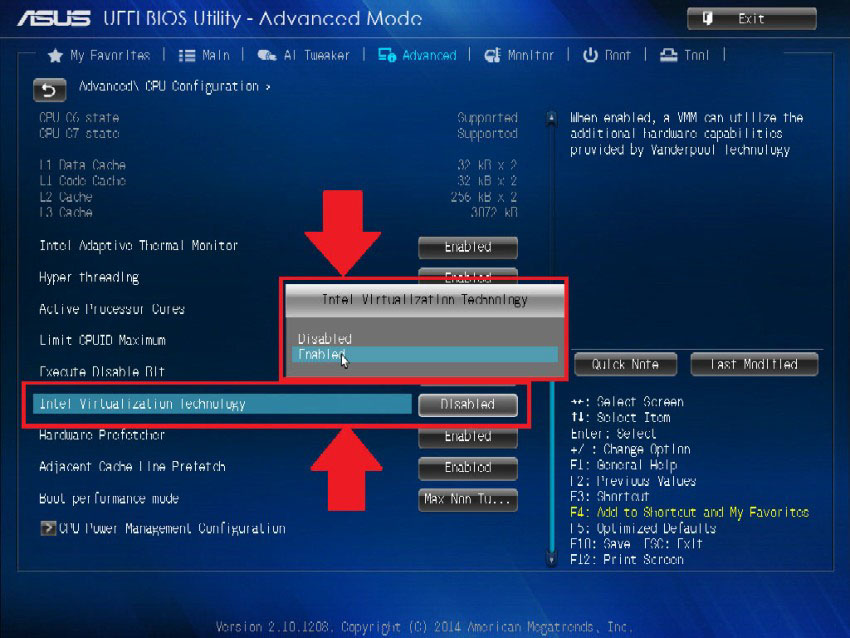 ASUS UEFI BIOS Utility - Advanced Mode
Exit
My Favorites | Main | Ai Tweaker | Advanced | Monitor | Boot | Tool |
Advanced\ CPU Configuration >
CPU C6 state Supported
CPU C7 state Supported
L1 Data Cache 32 kB x 2
L1 Code Cache 32 kB x 2
L2 Cache 256 kB x 2
L3 Cache 3072 kB
Intel Adaptive Thermal Monitor Enabled
Hyper threading Enabled
Active Processor Cores
Limit CPUID Maximum
Execute Disable Bit
Intel Virtualization Technology
Disabled
Enabled
Intel Virtualization Technology Disabled
Hardware Prefetcher Enabled
Adjacent Cache Line Prefetch Enabled
Boot performance mode Max Non Tu...
> CPU Power Management Configuration
When enabled, a VMM can utilize the
additional hardware capabilities
provided by Vanderpool Technology
Quick Note
Last Modified
→←: Select Screen
↑↓: Select Item
Enter: Select
+/-: Change Option
F1: General Help
F2: Previous Values
F3: Shortcut
F4: Add to Shortcut and My Favorites
F5: Optimized Defaults
F10: Save ESC: Exit
F12: Print Screen
Version 2.10.1208. Copyright (C) 2014 American Megatrends, Inc.